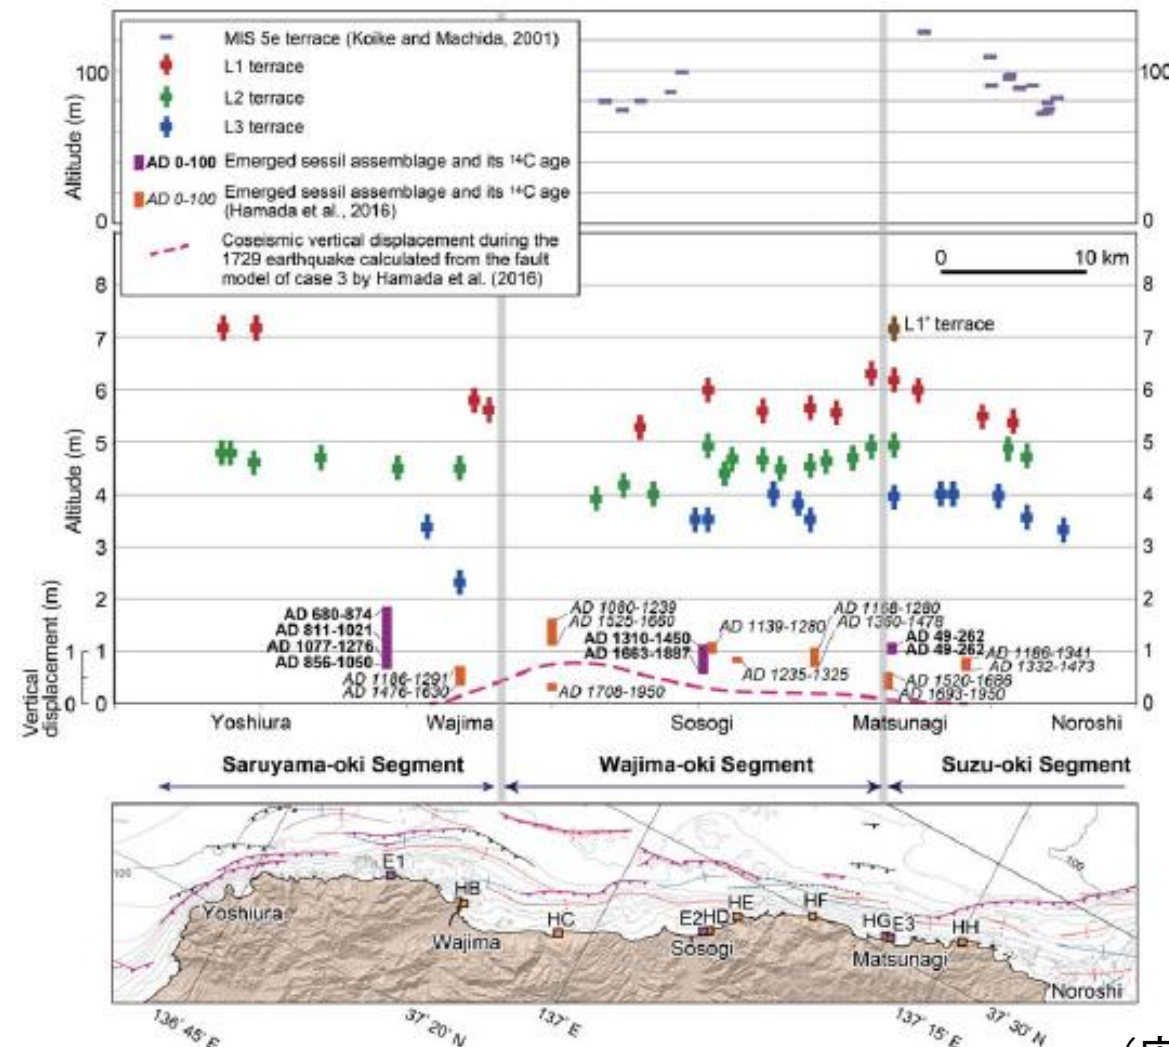 MIS 5e terrace (Koike and Machida, 2001)
L1 terrace
L2 terrace
L3 terrace
AD 0-100 Emerged sessil assemblage and its ¹⁴C age
AD 0-100 Emerged sessil assemblage and its ¹⁴C age
(Hamada et al., 2016)
Coseismic vertical displacement during the
1729 earthquake calculated from the fault
model of case 3 by Hamada et al. (2016)
Altitude (m)
100
0
100
0
0 10 km
Altitude (m)
8
7
6
5
4
3
2
1
0
8
7
6
5
4
3
2
1
0
L1' terrace
Vertical
displacement (m)
1
0
AD 680-874
AD 811-1021
AD 1077-1276
AD 856-1050
AD 1186-1291
AD 1476-1630
AD 1080-1239
AD 1525-1660
AD 1708-1950
AD 1310-1450
AD 1663-1887
AD 1139-1280
AD 1235-1325
AD 1168-1280
AD 1360-1478
AD 49-262
AD 49-262
AD 1186-1341
AD 1332-1473
AD 1520-1686
AD 1693-1950
Yoshiura Wajima Sosogi Matsunagi Noroshi
Saruyama-oki Segment Wajima-oki Segment Suzu-oki Segment
100
E1
HB
HC
E2HD
HE
HF
HG E3
HH
100
Yoshiura
Wajima
Sosogi
Matsunagi
Noroshi
136°45'E 37°20'N 137°E 137°15'E 37°30'N